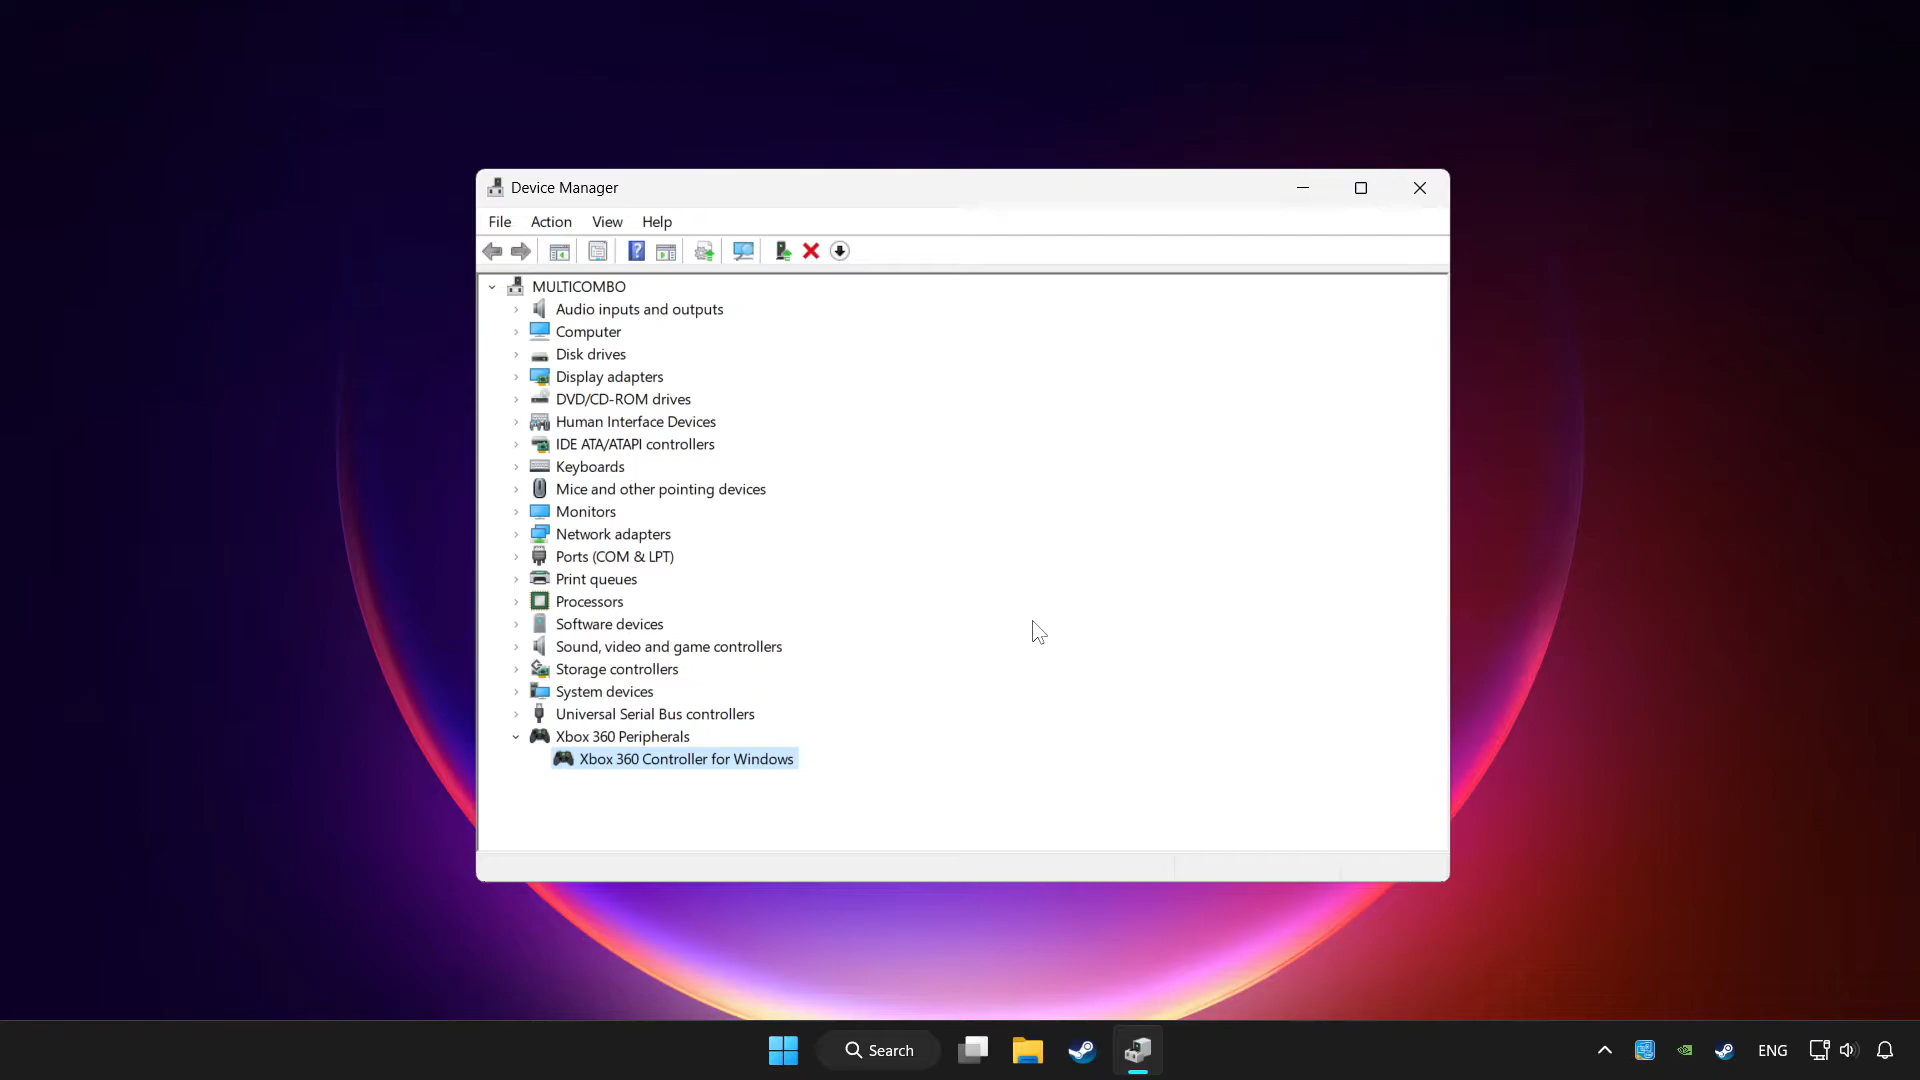 Device Manager
File Action View Help
MULTICOMBO
Audio inputs and outputs
Computer
Disk drives
Display adapters
DVD/CD-ROM drives
Human Interface Devices
IDE ATA/ATAPI controllers
Keyboards
Mice and other pointing devices
Monitors
Network adapters
Ports (COM & LPT)
Print queues
Processors
Software devices
Sound, video and game controllers
Storage controllers
System devices
Universal Serial Bus controllers
Xbox 360 Peripherals
Xbox 360 Controller for Windows
Search
ENG